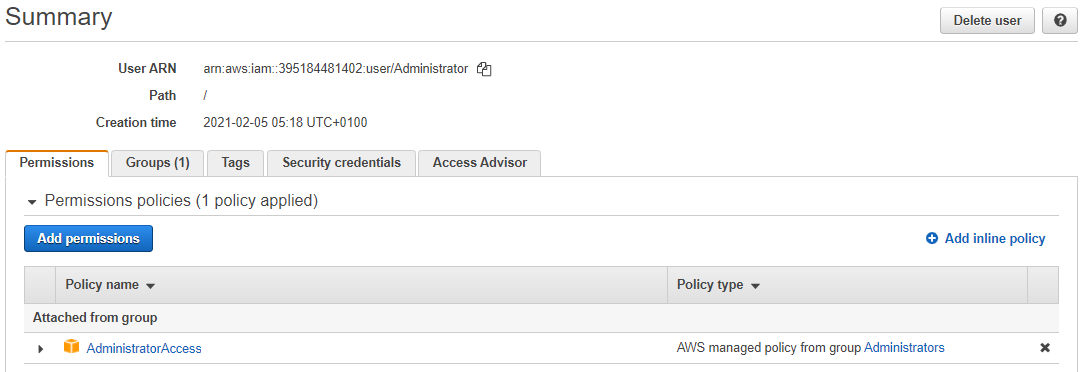 Summary
Delete user
?
User ARN arn:aws:iam::395184481402:user/Administrator
Path /
Creation time 2021-02-05 05:18 UTC+0100
Permissions Groups (1) Tags Security credentials Access Advisor
Permissions policies (1 policy applied)
Add permissions Add inline policy
Policy name Policy type
Attached from group
AdministratorAccess AWS managed policy from group Administrators